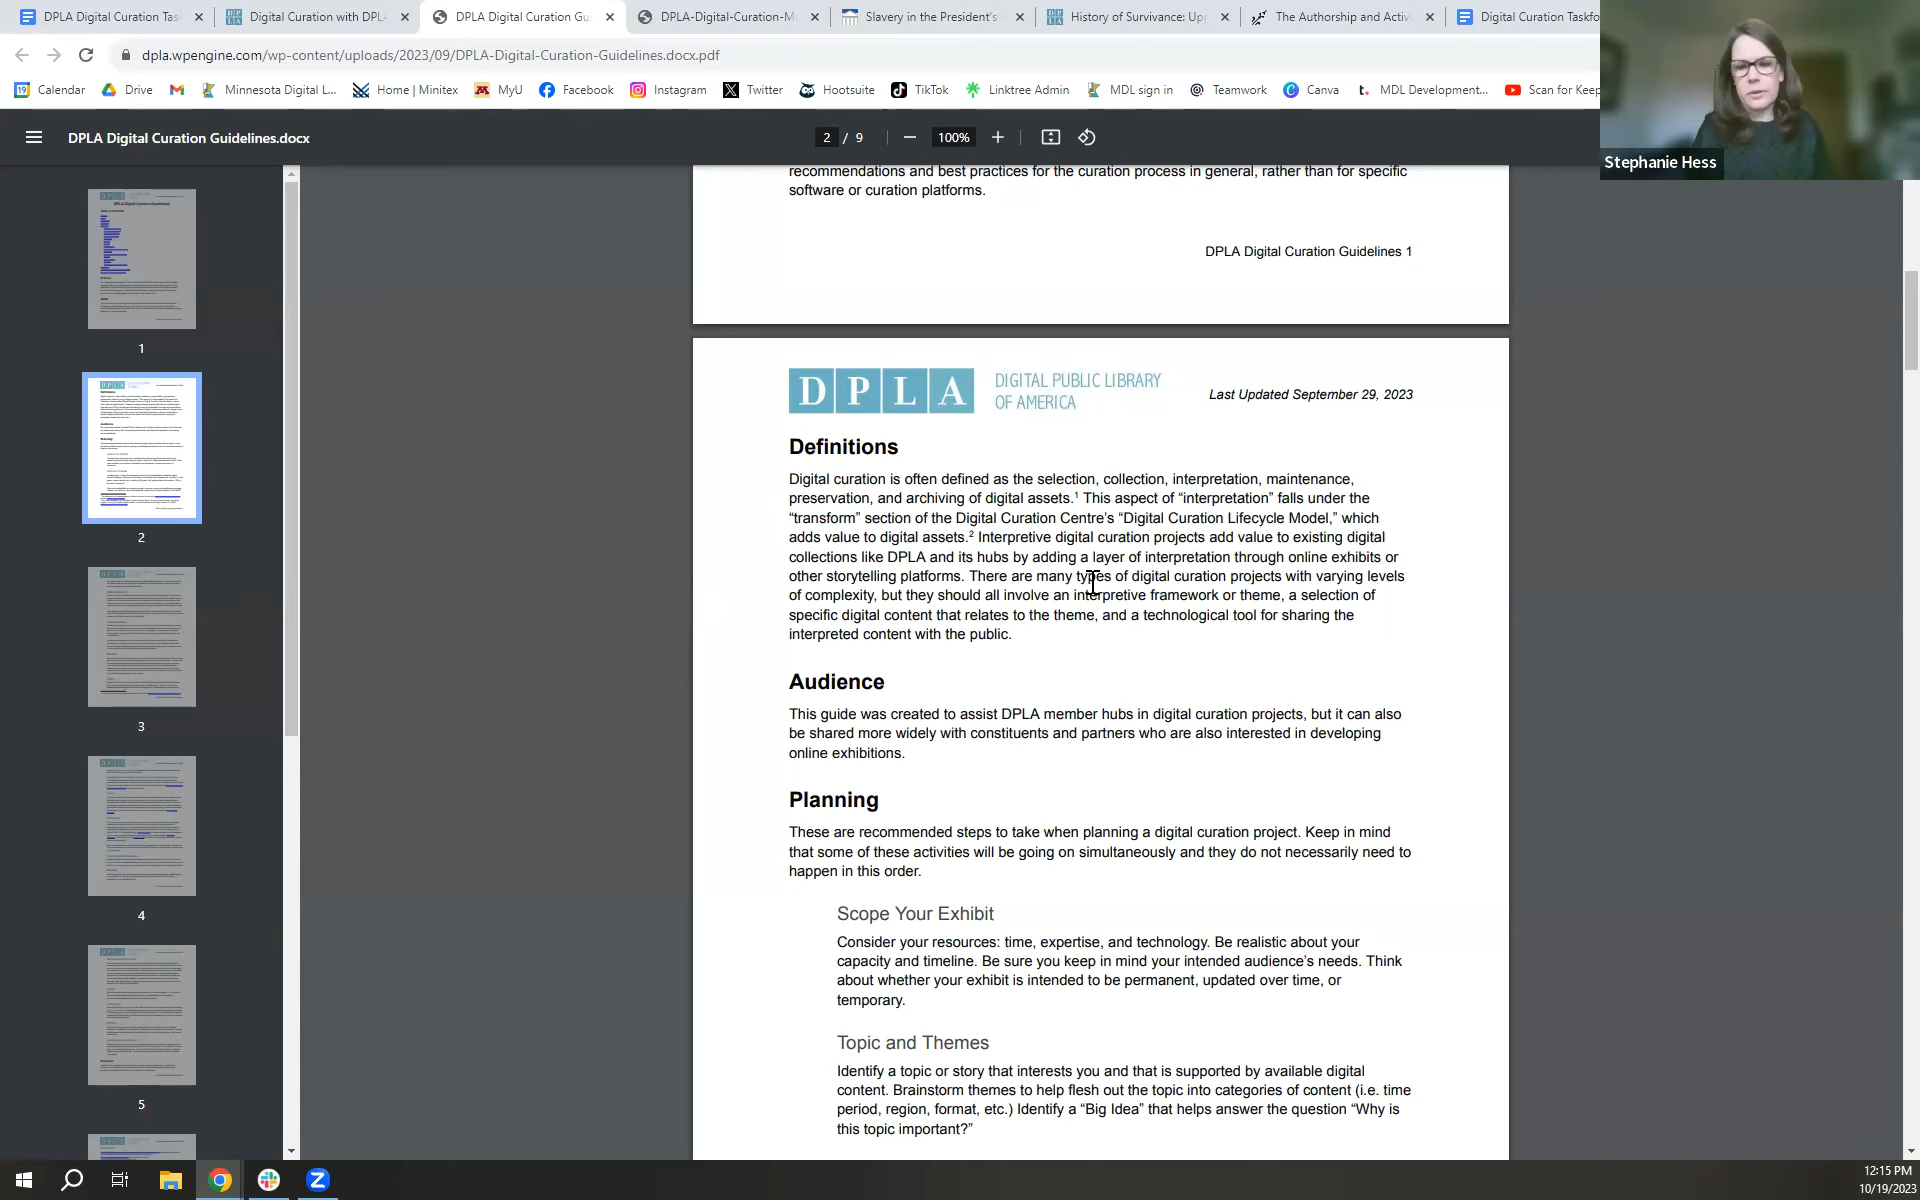 DPLA Digital Curation Tas
Digital Curation with DPL
DPLA Digital Curation Gu
DPLA-Digital-Curation-M
Slavery in the President's
History of Survivance: Up
The Authorship and Activ
Digital Curation Taskfo
dpla.wpengine.com/wp-content/uploads/2023/09/DPLA-Digital-Curation-Guidelines.docx.pdf
19 Calendar
Drive
Minnesota Digital L...
Home | Minitex
MyU
Facebook
Instagram
Twitter
Hootsuite
TikTok
Linktree Admin
MDL sign in
Teamwork
Canva
t. MDL Development...
Scan for Keep
Stephanie Hess
DPLA Digital Curation Guidelines.docx
2 / 9
100%
recommendations and best practices for the curation process in general, rather than for specific
software or curation platforms.
DPLA Digital Curation Guidelines 1
DPLA DIGITAL PUBLIC LIBRARY
OF AMERICA
Last Updated September 29, 2023
Definitions
Digital curation is often defined as the selection, collection, interpretation, maintenance,
preservation, and archiving of digital assets.¹ This aspect of “interpretation” falls under the
“transform” section of the Digital Curation Centre’s “Digital Curation Lifecycle Model,” which
adds value to digital assets.² Interpretive digital curation projects add value to existing digital
collections like DPLA and its hubs by adding a layer of interpretation through online exhibits or
other storytelling platforms. There are many types of digital curation projects with varying levels
of complexity, but they should all involve an interpretive framework or theme, a selection of
specific digital content that relates to the theme, and a technological tool for sharing the
interpreted content with the public.
Audience
This guide was created to assist DPLA member hubs in digital curation projects, but it can also
be shared more widely with constituents and partners who are also interested in developing
online exhibitions.
Planning
These are recommended steps to take when planning a digital curation project. Keep in mind
that some of these activities will be going on simultaneously and they do not necessarily need to
happen in this order.
Scope Your Exhibit
Consider your resources: time, expertise, and technology. Be realistic about your
capacity and timeline. Be sure you keep in mind your intended audience’s needs. Think
about whether your exhibit is intended to be permanent, updated over time, or
temporary.
Topic and Themes
Identify a topic or story that interests you and that is supported by available digital
content. Brainstorm themes to help flesh out the topic into categories of content (i.e. time
period, region, format, etc.) Identify a “Big Idea” that helps answer the question “Why is
this topic important?”
1
2
3
4
5
12:15 PM
10/19/2023